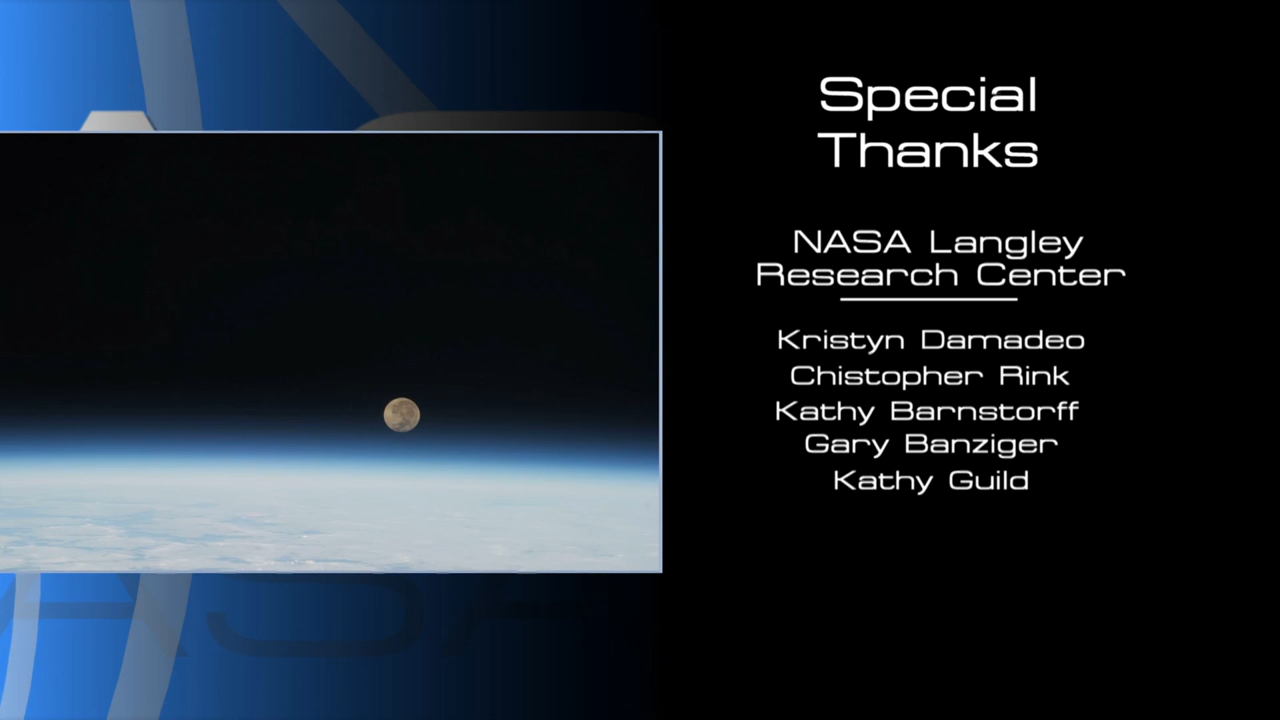 Special
Thanks
NASA Langley
Research Center
Kristyn Damadeo
Chistopher Rink
Kathy Barnstorff
Gary Banziger
Kathy Guild